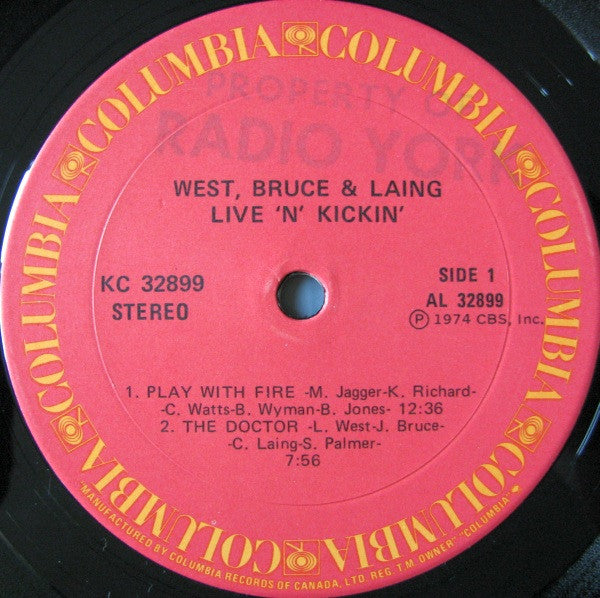 PROPERTY O
RADIO YORK
WEST, BRUCE & LAING
LIVE 'N' KICKIN'
KC 32899
STEREO
SIDE 1
AL 32899
Ⓟ 1974 CBS, Inc.
1. PLAY WITH FIRE -M. Jagger-K. Richard-
C. Watts-B. Wyman-B. Jones- 12:36
2. THE DOCTOR -L. West-J. Bruce-
C. Laing-S. Palmer-
7:56
COLUMBIA COLUMBIA COLUMBIA COLUMBIA COLUMBIA COLUMBIA
"MANUFACTURED BY COLUMBIA RECORDS OF CANADA, LTD. REG. T.M. OWNER" "COLUMBIA"